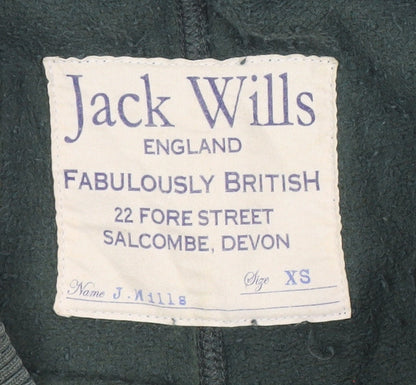 Jack Wills
ENGLAND
FABULOUSLY BRITISH
22 FORE STREET
SALCOMBE, DEVON
Name J. Wills Size XS